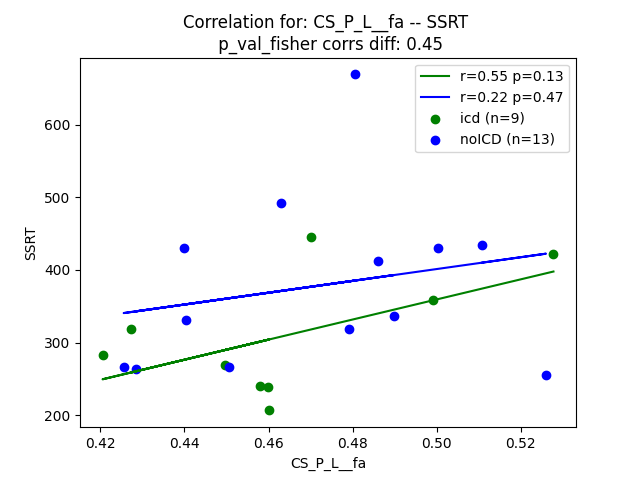 Correlation for: CS_P_L__fa -- SSRT
p_val_fisher corrs diff: 0.45
r=0.55 p=0.13
r=0.22 p=0.47
icd (n=9)
noICD (n=13)
SSRT
600
500
400
300
200
0.42 0.44 0.46 0.48 0.50 0.52
CS_P_L__fa